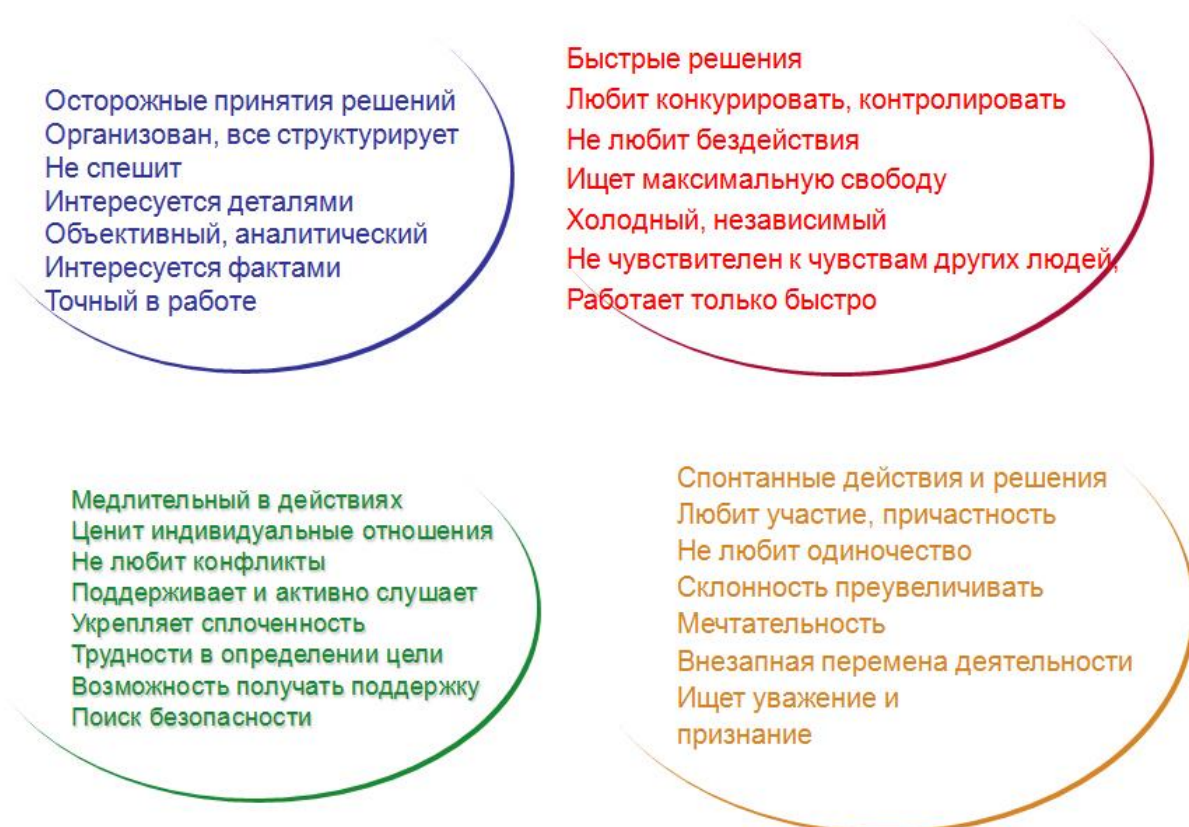 Осторожные принятия решений
Организован, все структурирует
Не спешит
Интересуется деталями
Объективный, аналитический
Интересуется фактами
Точный в работе
Быстрые решения
Любит конкурировать, контролировать
Не любит бездействия
Ищет максимальную свободу
Холодный, независимый
Не чувствителен к чувствам других людей,
Работает только быстро
Медлительный в действиях
Ценит индивидуальные отношения
Не любит конфликты
Поддерживает и активно слушает
Укрепляет сплоченность
Трудности в определении цели
Возможность получать поддержку
Поиск безопасности
Спонтанные действия и решения
Любит участие, причастность
Не любит одиночество
Склонность преувеличивать
Мечтательность
Внезапная перемена деятельности
Ищет уважение и
признание